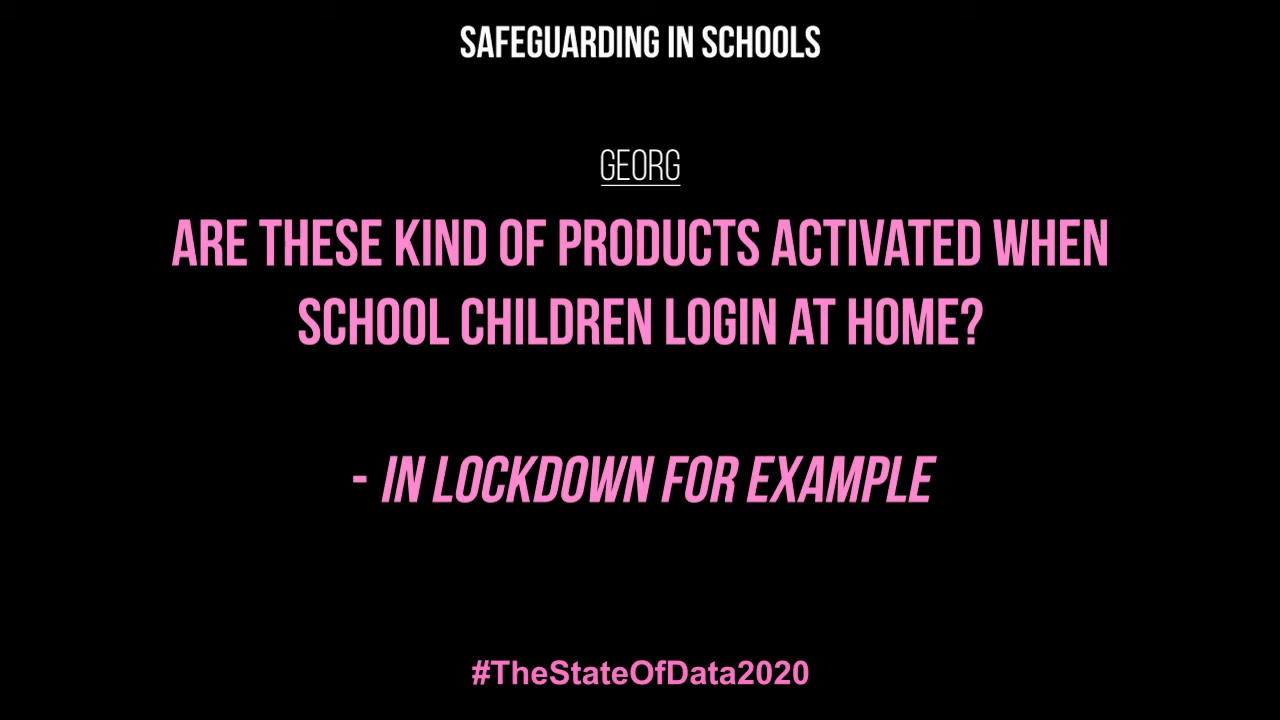 SAFEGUARDING IN SCHOOLS
GEORG
ARE THESE KIND OF PRODUCTS ACTIVATED WHEN
SCHOOL CHILDREN LOGIN AT HOME?
- IN LOCKDOWN FOR EXAMPLE
#TheStateOfData2020